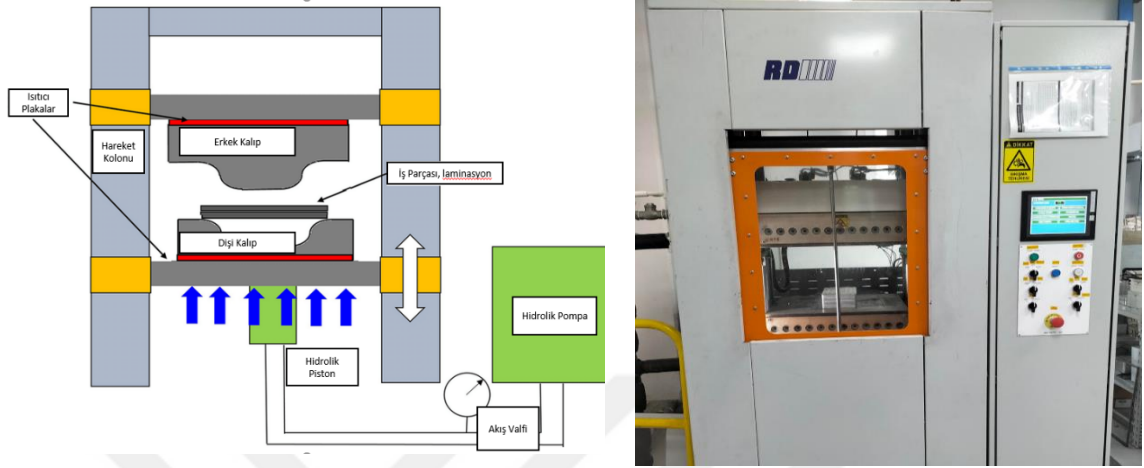 Isıtıcı
Plakalar
Hareket
Kolonu
Erkek Kalıp
İş Parçası, laminasyon
Dişi Kalıp
Hidrolik Pompa
Hidrolik
Piston
Akış Valfi
RD
DİKKAT